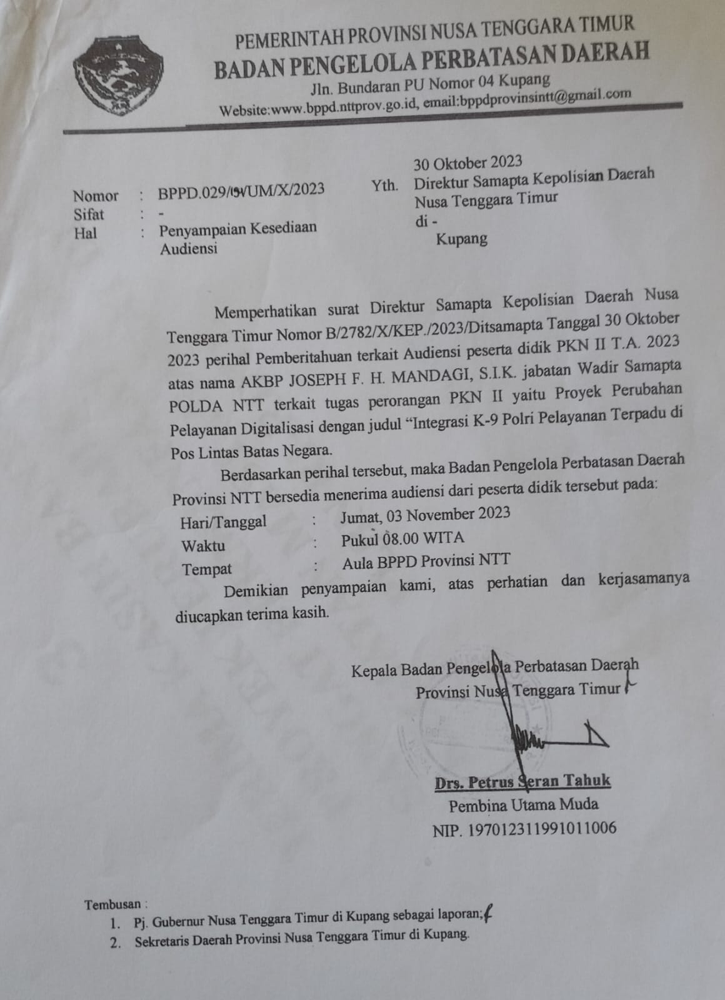 PEMERINTAH PROVINSI NUSA TENGGARA TIMUR
BADAN PENGELOLA PERBATASAN DAERAH
Jln. Bundaran PU Nomor 04 Kupang
Website:www.bppd.nttprov.go.id, email:bppdprovinsintt@gmail.com
30 Oktober 2023
Nomor : BPPD.029/ /UM/X/2023
Sifat : -
Hal : Penyampaian Kesediaan
Audiensi
Yth. Direktur Samapta Kepolisian Daerah
Nusa Tenggara Timur
di -
Kupang
Memperhatikan surat Direktur Samapta Kepolisian Daerah Nusa
Tenggara Timur Nomor B/2782/X/KEP./2023/Ditsamapta Tanggal 30 Oktober
2023 perihal Pemberitahuan terkait Audiensi peserta didik PKN II T.A. 2023
atas nama AKBP JOSEPH F. H. MANDAGI, S.I.K. jabatan Wadir Samapta
POLDA NTT terkait tugas perorangan PKN II yaitu Proyek Perubahan
Pelayanan Digitalisasi dengan judul “Integrasi K-9 Polri Pelayanan Terpadu di
Pos Lintas Batas Negara.
Berdasarkan perihal tersebut, maka Badan Pengelola Perbatasan Daerah
Provinsi NTT bersedia menerima audiensi dari peserta didik tersebut pada:
Hari/Tanggal : Jumat, 03 November 2023
Waktu : Pukul 08.00 WITA
Tempat : Aula BPPD Provinsi NTT
Demikian penyampaian kami, atas perhatian dan kerjasamanya
diucapkan terima kasih.
Kepala Badan Pengelola Perbatasan Daerah
Provinsi Nusa Tenggara Timur
Drs. Petrus Seran Tahuk
Pembina Utama Muda
NIP. 197012311991011006
Tembusan :
1. Pj. Gubernur Nusa Tenggara Timur di Kupang sebagai laporan;
2. Sekretaris Daerah Provinsi Nusa Tenggara Timur di Kupang.